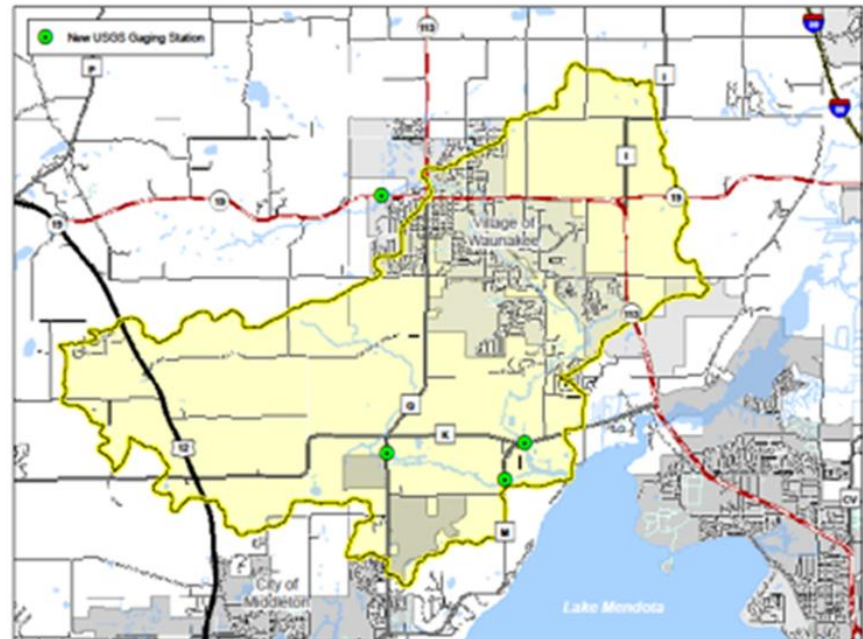 New USGS Gaging Station
113
P
I
I
19
19
19
19
Village of
Waunakee
113
Q
K
12
M
CV
City of
Middleton
Lake Mendota